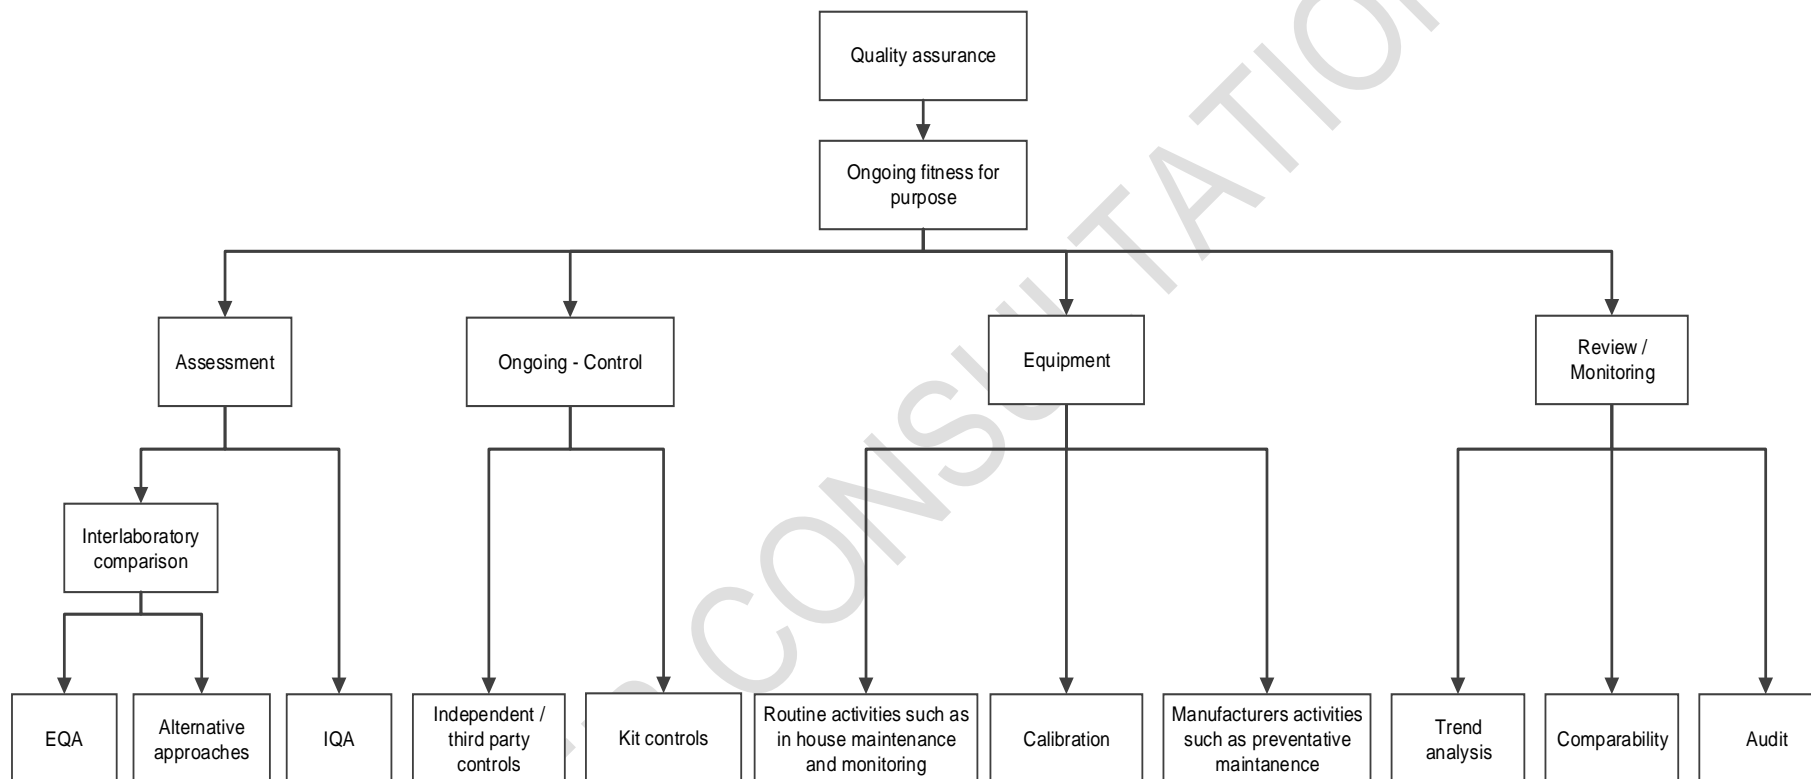 Quality assurance
Ongoing fitness for
purpose
Assessment
Ongoing - Control
Equipment
Review /
Monitoring
Interlaboratory
comparison
EQA
Alternative
approaches
IQA
Independent /
third party
controls
Kit controls
Routine activities such as
in house maintenance
and monitoring
Calibration
Manufacturers activities
such as preventative
maintanence
Trend
analysis
Comparability
Audit
CONSULTATION